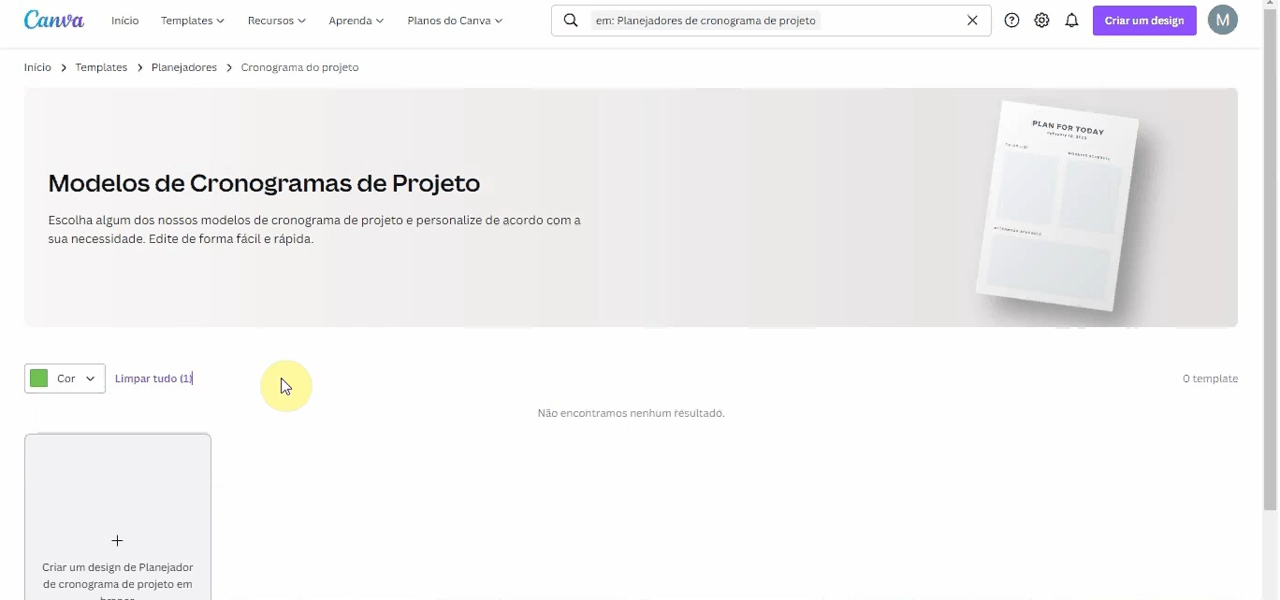 Canva
Início
Templates
Recursos
Aprenda
Planos do Canva
em: Planejadores de cronograma de projeto
Criar um design
M
Início
Templates
Planejadores
Cronograma do projeto
Modelos de Cronogramas de Projeto
Escolha algum dos nossos modelos de cronograma de projeto e personalize de acordo com a
sua necessidade. Edite de forma fácil e rápida.
PLAN FOR TODAY
Cor
Limpar tudo (1)
0 template
Não encontramos nenhum resultado.
+
Criar um design de Planejador
de cronograma de projeto em